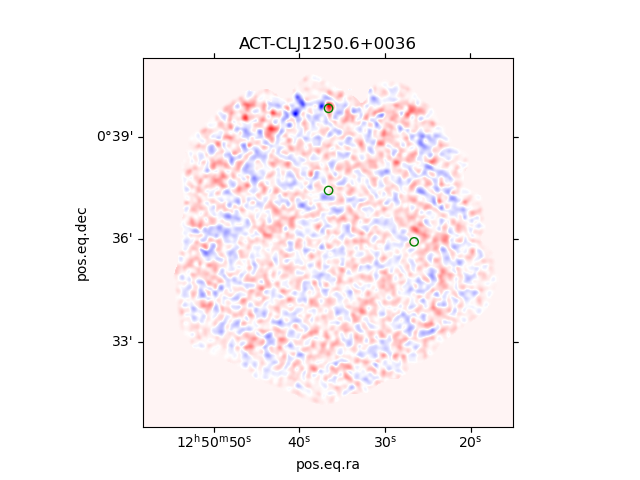 ACT-CLJ1250.6+0036
0°39'
36'
33'
pos.eq.dec
12ʰ50ᵐ50ˢ 40ˢ 30ˢ 20ˢ
pos.eq.ra